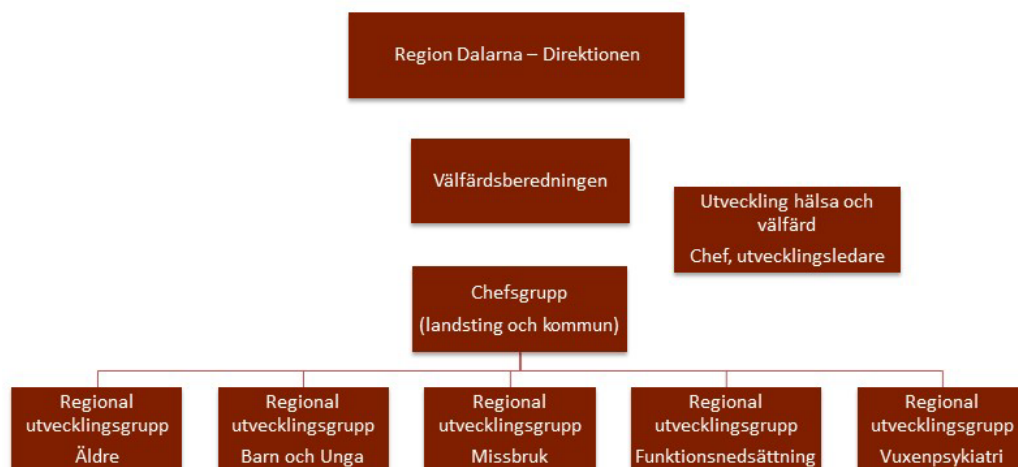 Region Dalarna – Direktionen
Välfärdsberedningen
Utveckling hälsa och
välfärd
Chef, utvecklingsledare
Chefsgrupp
(landsting och kommun)
Regional
utvecklingsgrupp
Äldre
Regional
utvecklingsgrupp
Barn och Unga
Regional
utvecklingsgrupp
Missbruk
Regional
utvecklingsgrupp
Funktionsnedsättning
Regional
utvecklingsgrupp
Vuxenpsykiatri